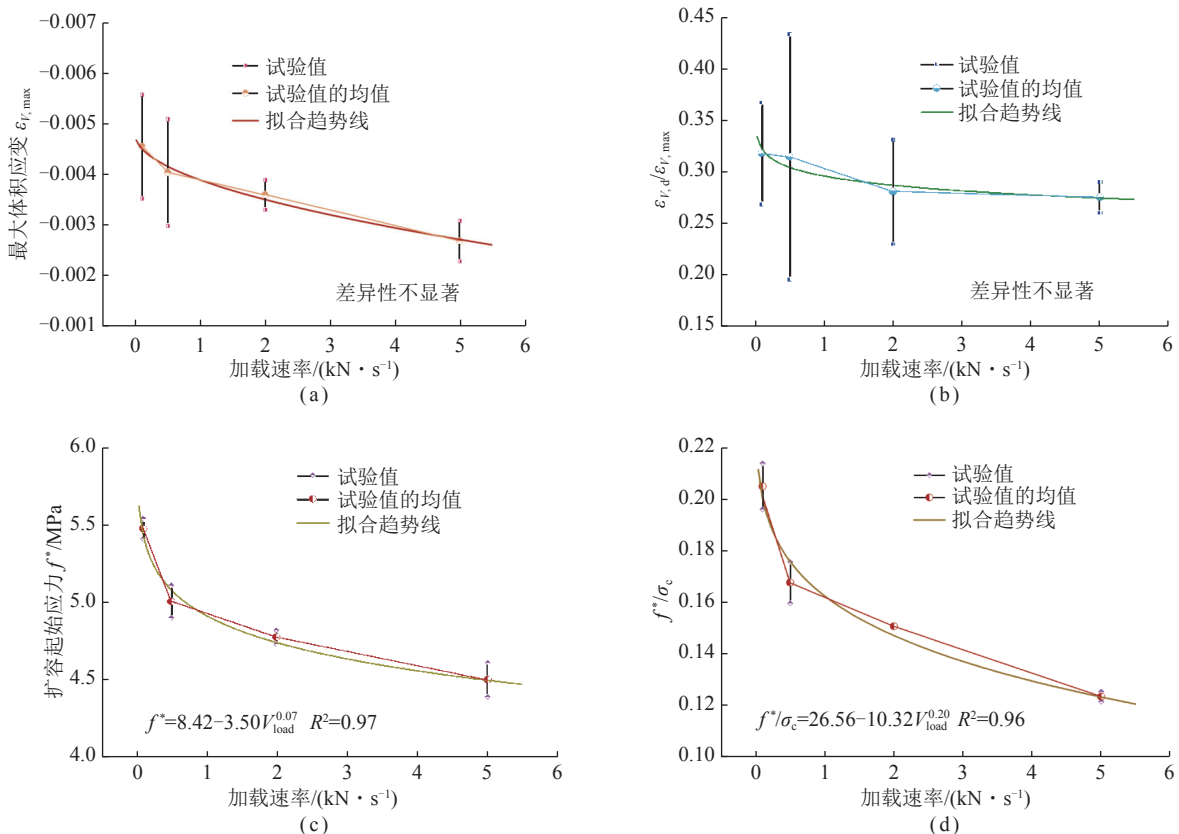 −0.007
−0.006
−0.005
−0.004
−0.003
−0.002
−0.001
最大体积应变 εV, max
试验值
试验值的均值
拟合趋势线
差异性不显著
0 1 2 3 4 5 6
加载速率/(kN・s⁻¹)
(a)
0.45
0.40
0.35
0.30
0.25
0.20
0.15
εV, d/εV, max
试验值
试验值的均值
拟合趋势线
差异性不显著
0 1 2 3 4 5 6
加载速率/(kN・s⁻¹)
(b)
6.0
5.5
5.0
4.5
4.0
扩容起始应力 f*/MPa
试验值
试验值的均值
拟合趋势线
f*=8.42−3.50V0.07load R²=0.97
0 1 2 3 4 5 6
加载速率/(kN・s⁻¹)
(c)
0.22
0.20
0.18
0.16
0.14
0.12
0.10
f*/σc
试验值
试验值的均值
拟合趋势线
f*/σc=26.56−10.32V0.20load R²=0.96
0 1 2 3 4 5 6
加载速率/(kN・s⁻¹)
(d)